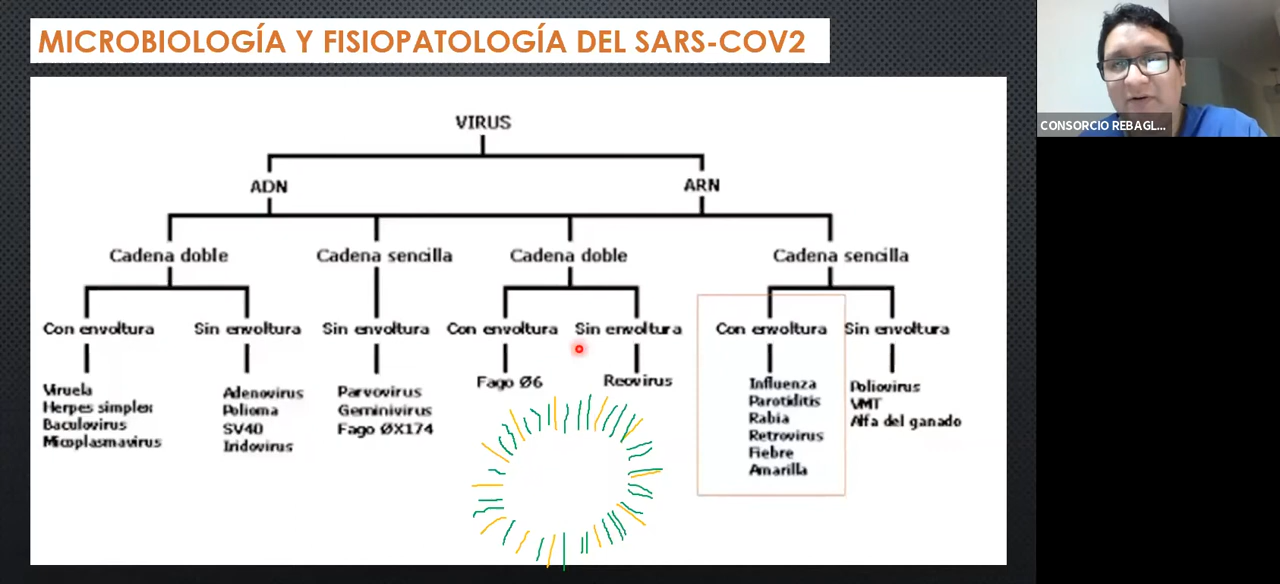 MICROBIOLOGÍA Y FISIOPATOLOGÍA DEL SARS-COV2
CONSORCIO REBAGL...
VIRUS
ADN
ARN
Cadena doble
Cadena sencilla
Cadena doble
Cadena sencilla
Con envoltura
Sin envoltura
Sin envoltura
Con envoltura
Sin envoltura
Con envoltura
Sin envoltura
Viruela
Herpes simplex
Baculovirus
Micoplasmavirus
Adenovirus
Polioma
SV40
Iridovirus
Parvovirus
Geminivirus
Fago ØX174
Fago Ø6
Reovirus
Influenza
Parotiditis
Rabia
Retrovirus
Fiebre
Amarilla
Poliovirus
VMT
Alfa del ganado